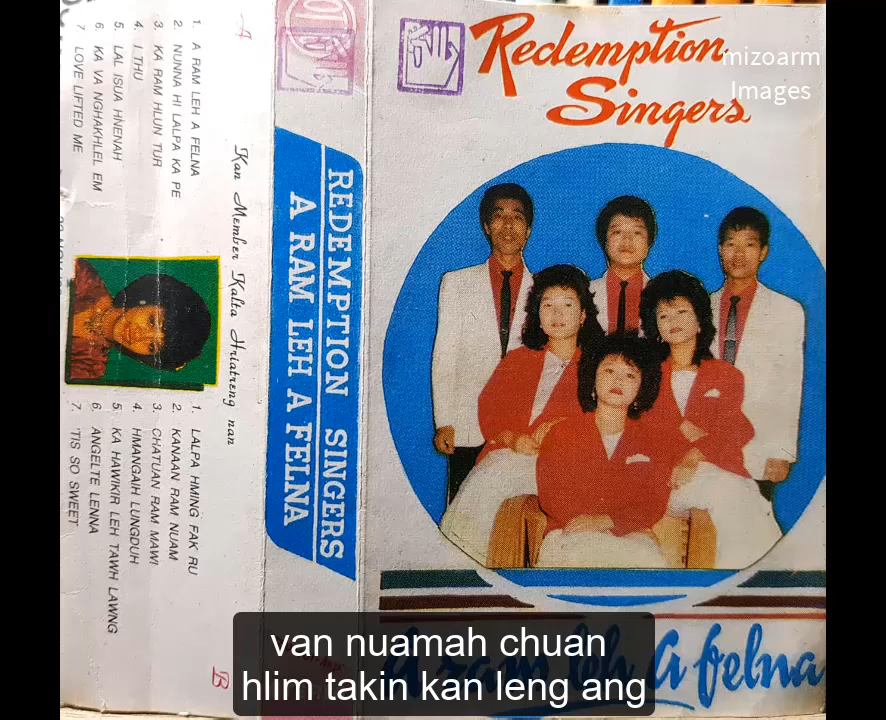 A
1. A RAM LEH A FELNA
2. NUNNA HI LALPA KA PE
3. KA RAM HLUN TUR
4. I THU
5. LAL ISUA HNENAH
6. KA VA NGHAKHLEL EM
7 LOVE LIFTED ME
Kan Member Kalta Hriatreng nan
1. LALPA HMING FAK RU
2. KANAAN RAM NUAM
3. CHATUAN RAM MAWI
4. HMANGAIH LUNGDUH
5. KA HAWIKIR LEH TAWH LAWNG
6. ANGELTE LENNA
7. 'TIS SO SWEET
B
REDEMPTION SINGERS
A RAM LEH A FELNA
Redemption
Singers
mizoarm
Images
A ram leh A felna
van nuamah chuan
hlim takin kan leng ang